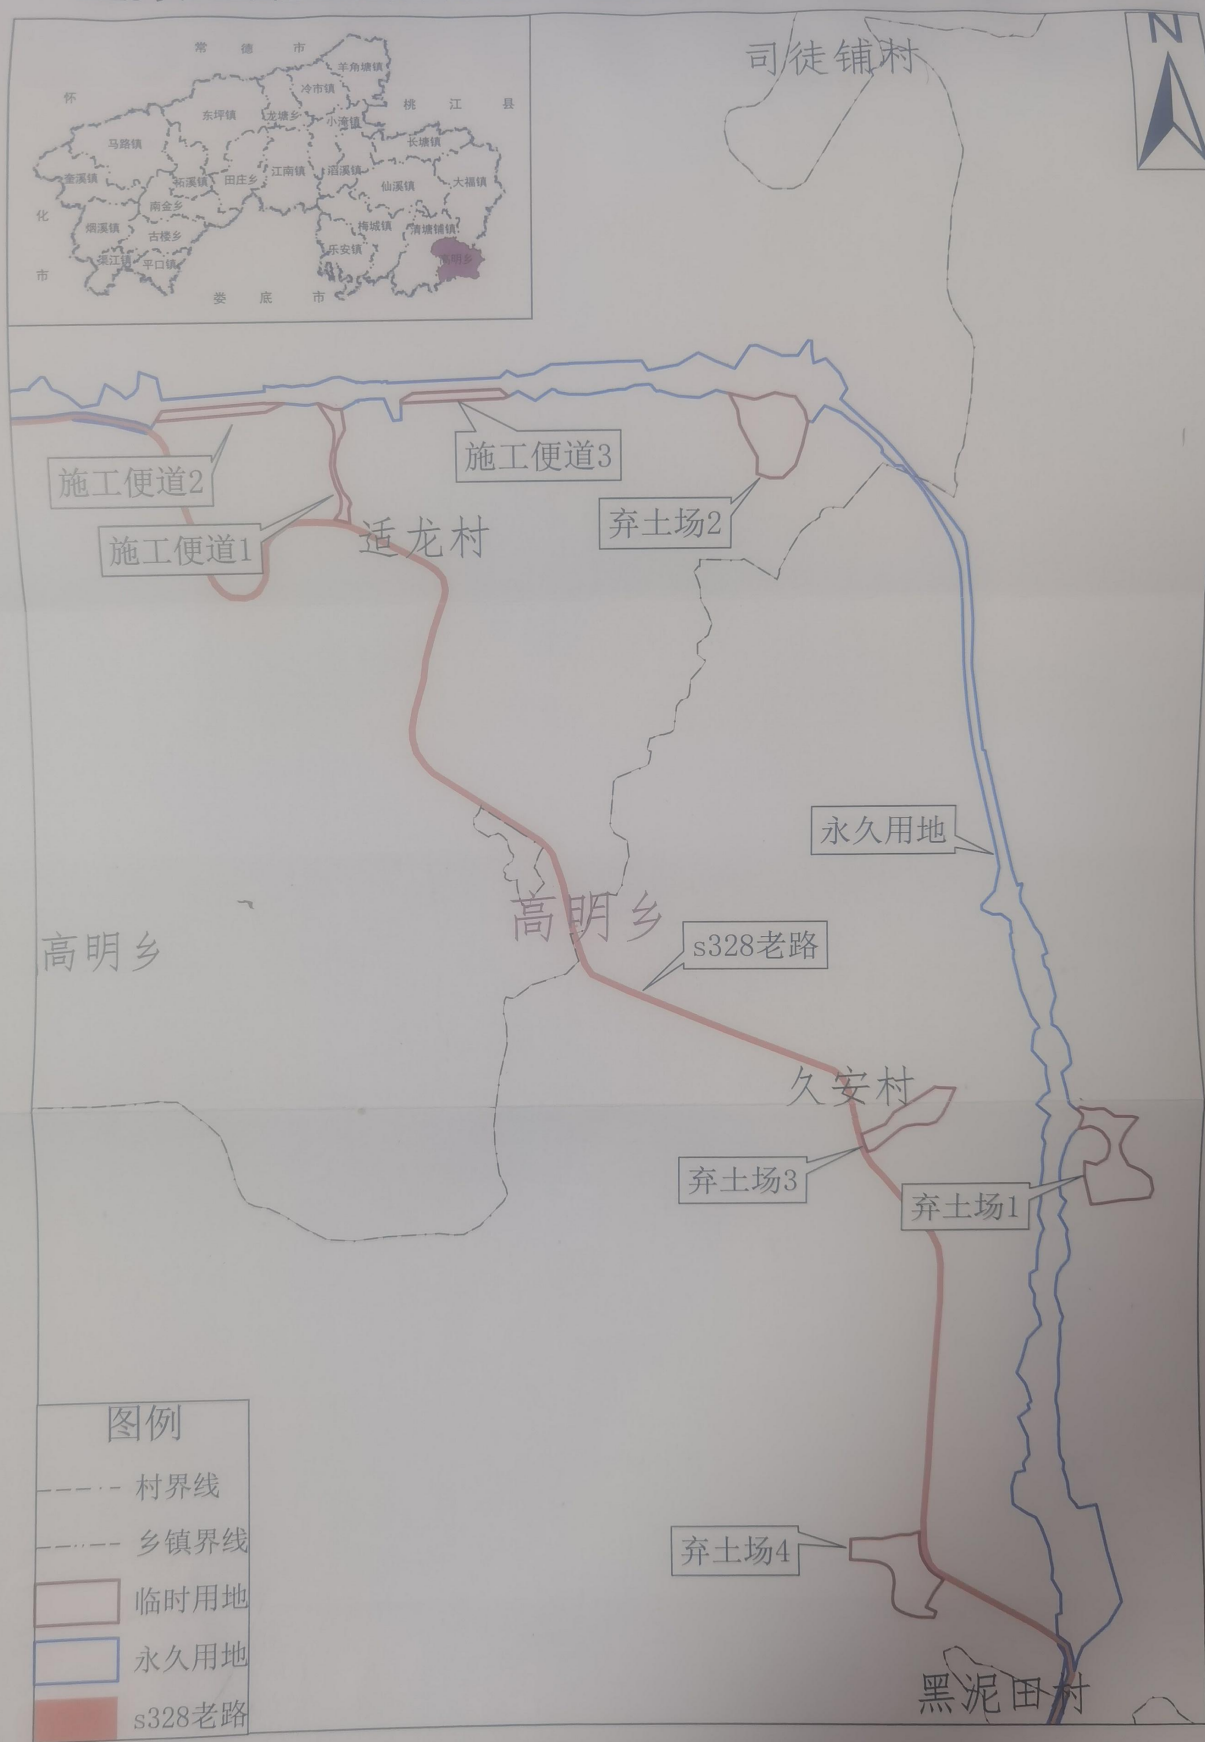 常德市
怀化市
桃江县
娄底市
羊角塘镇
冷市镇
东坪镇
龙塘乡
小淹镇
马路镇
长塘镇
奎溪镇
柘溪镇
田庄乡
江南镇
滔溪镇
仙溪镇
大福镇
南金乡
烟溪镇
古楼乡
梅城镇
清塘铺镇
乐安镇
渠江镇
平口镇
高明乡
司徒铺村
N
施工便道2
施工便道3
施工便道1
适龙村
弃土场2
永久用地
高明乡
高明乡
s328老路
久安村
弃土场3
弃土场1
弃土场4
黑泥田村
图例
村界线
乡镇界线
临时用地
永久用地
s328老路